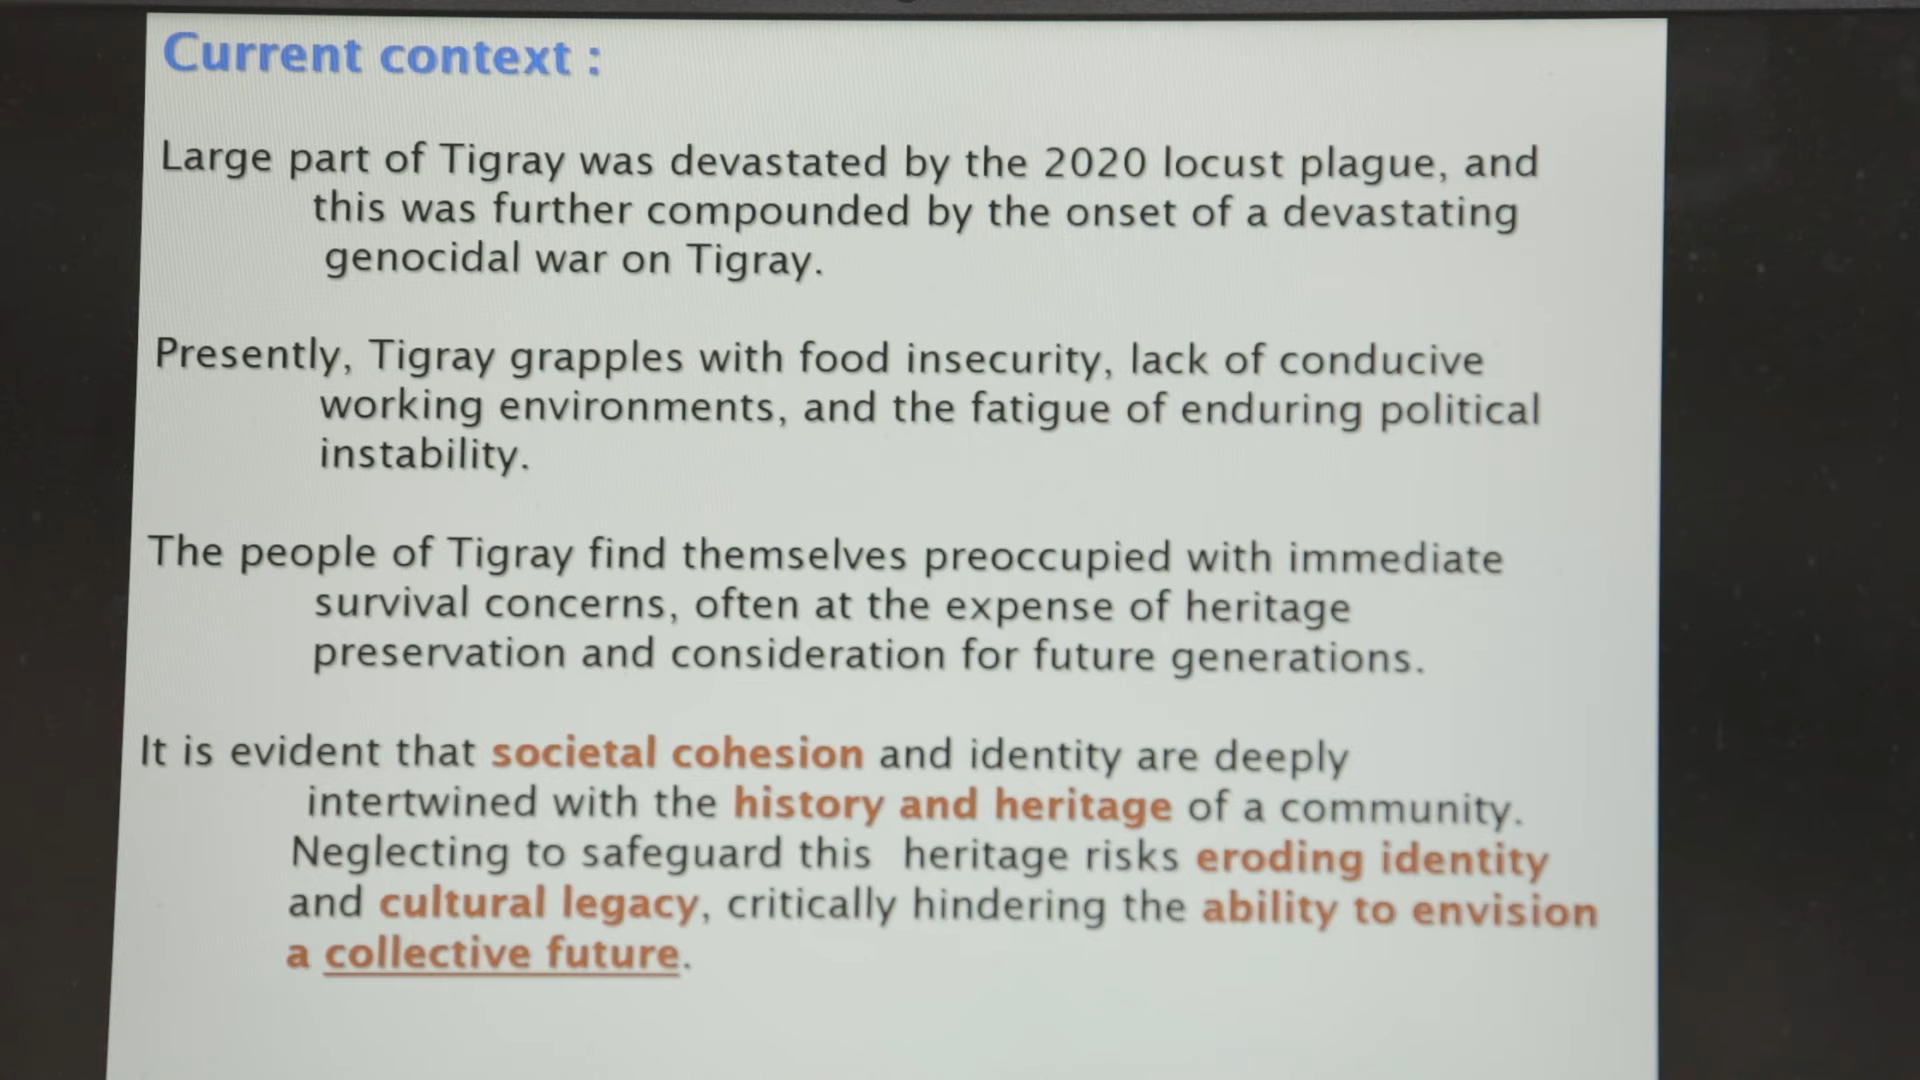 Current context :
Large part of Tigray was devastated by the 2020 locust plague, and
this was further compounded by the onset of a devastating
genocidal war on Tigray.
Presently, Tigray grapples with food insecurity, lack of conducive
working environments, and the fatigue of enduring political
instability.
The people of Tigray find themselves preoccupied with immediate
survival concerns, often at the expense of heritage
preservation and consideration for future generations.
It is evident that societal cohesion and identity are deeply
intertwined with the history and heritage of a community.
Neglecting to safeguard this heritage risks eroding identity
and cultural legacy, critically hindering the ability to envision
a collective future.